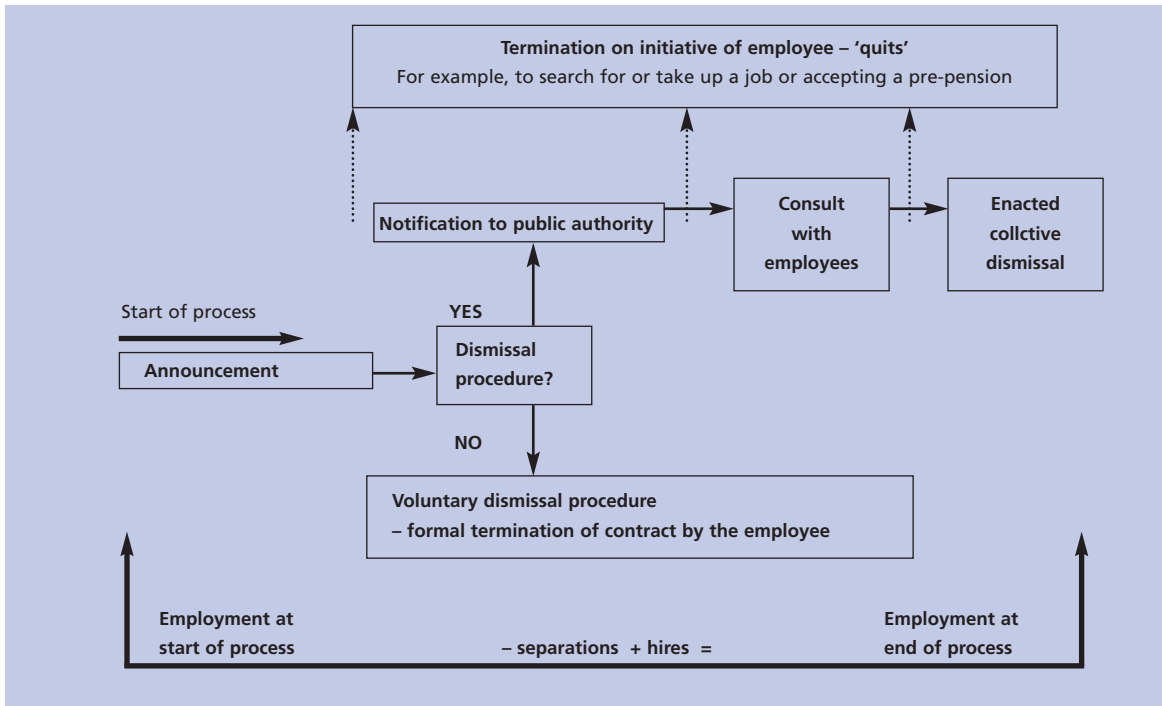 Termination on initiative of employee – ‘quits’
For example, to search for or take up a job or accepting a pre-pension
Notification to public authority
Consult
with
employees
Enacted
collctive
dismissal
Start of process
YES
Announcement
Dismissal
procedure?
NO
Voluntary dismissal procedure
– formal termination of contract by the employee
Employment at
start of process
– separations + hires =
Employment at
end of process